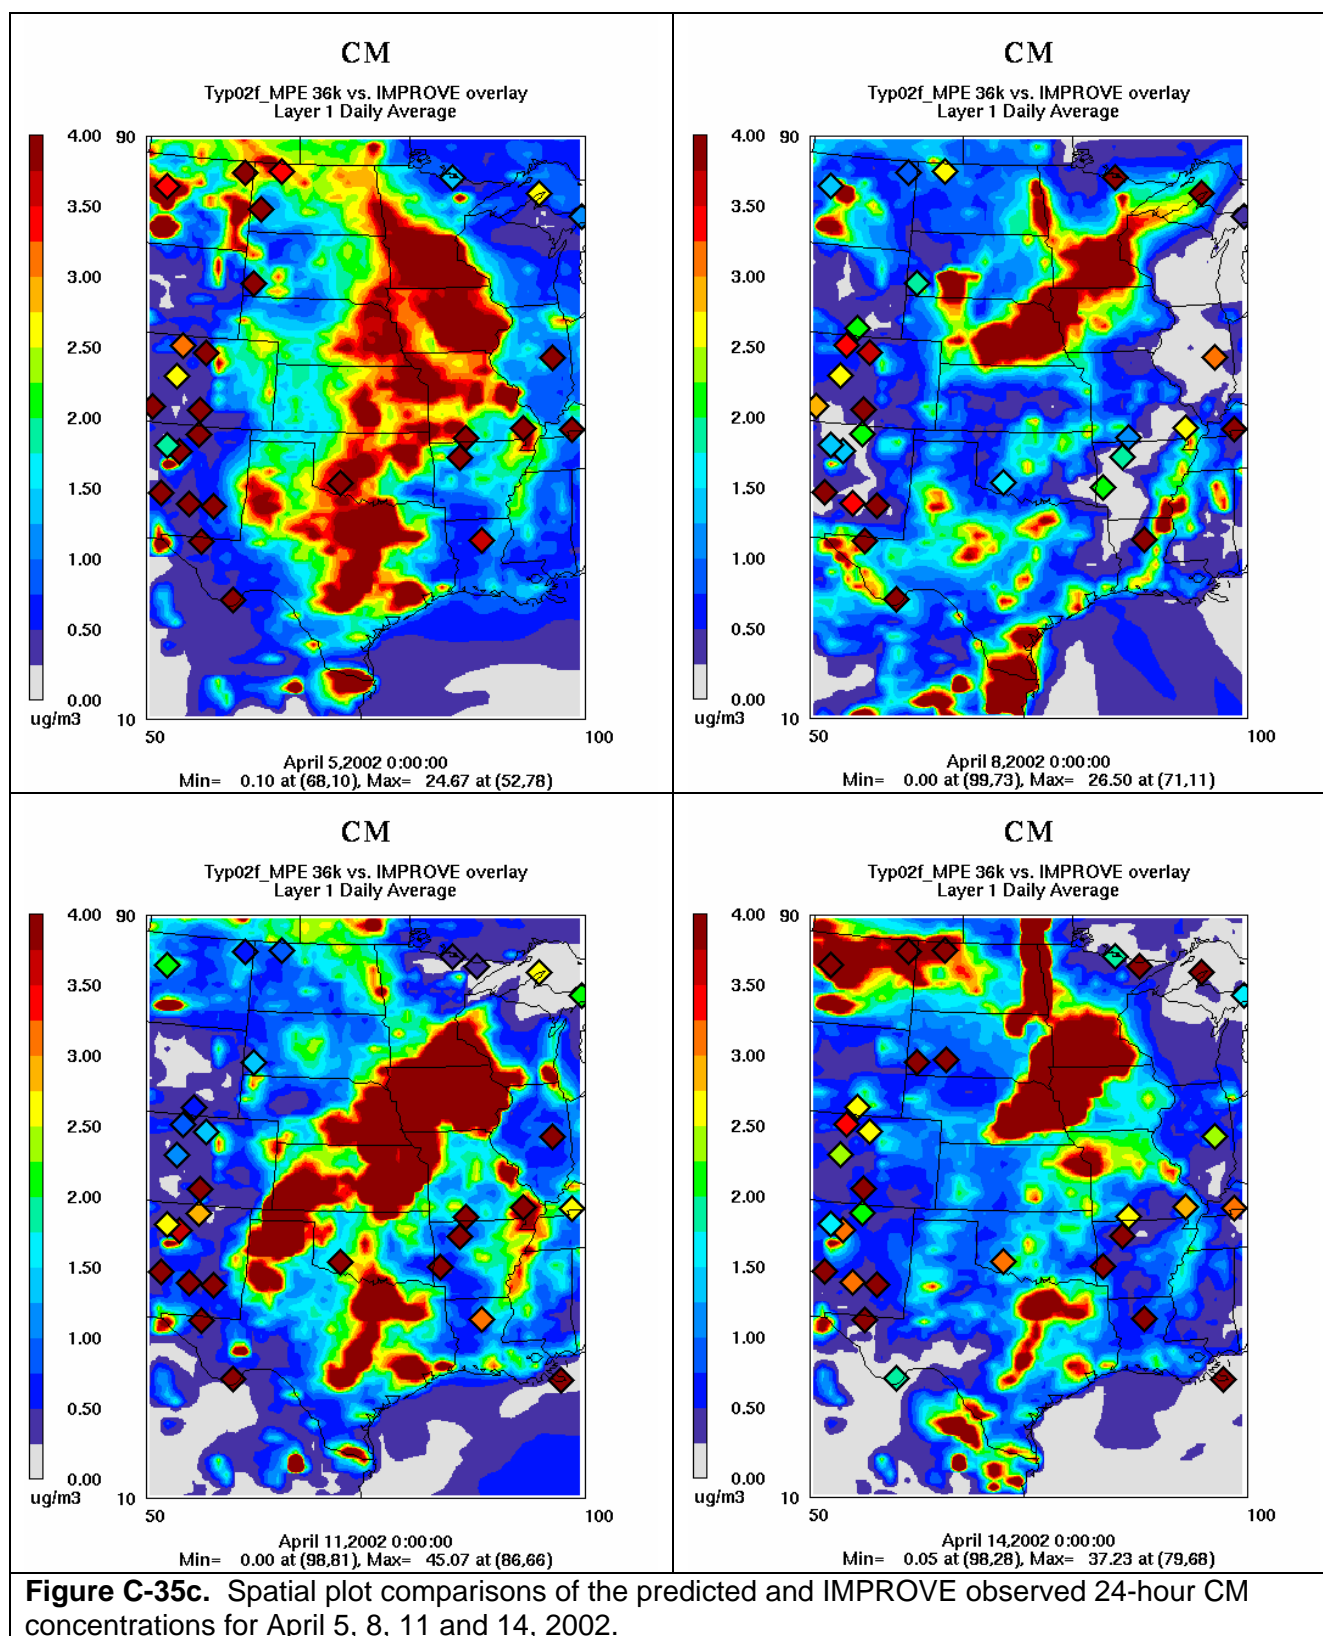 CM
Typ02f_MPE 36k vs. IMPROVE overlay
Layer 1 Daily Average
4.00
3.50
3.00
2.50
2.00
1.50
1.00
0.50
0.00
ug/m3
90
10
50
100
April 5,2002 0:00:00
Min= 0.10 at (68,10), Max= 24.67 at (52,78)
CM
Typ02f_MPE 36k vs. IMPROVE overlay
Layer 1 Daily Average
4.00
3.50
3.00
2.50
2.00
1.50
1.00
0.50
0.00
ug/m3
90
10
50
100
April 8,2002 0:00:00
Min= 0.00 at (99,73), Max= 26.50 at (71,11)
CM
Typ02f_MPE 36k vs. IMPROVE overlay
Layer 1 Daily Average
4.00
3.50
3.00
2.50
2.00
1.50
1.00
0.50
0.00
ug/m3
90
10
50
100
April 11,2002 0:00:00
Min= 0.00 at (98,81), Max= 45.07 at (86,66)
CM
Typ02f_MPE 36k vs. IMPROVE overlay
Layer 1 Daily Average
4.00
3.50
3.00
2.50
2.00
1.50
1.00
0.50
0.00
ug/m3
90
10
50
100
April 14,2002 0:00:00
Min= 0.05 at (98,28), Max= 37.23 at (79,68)
Figure C-35c. Spatial plot comparisons of the predicted and IMPROVE observed 24-hour CM
concentrations for April 5, 8, 11 and 14, 2002.